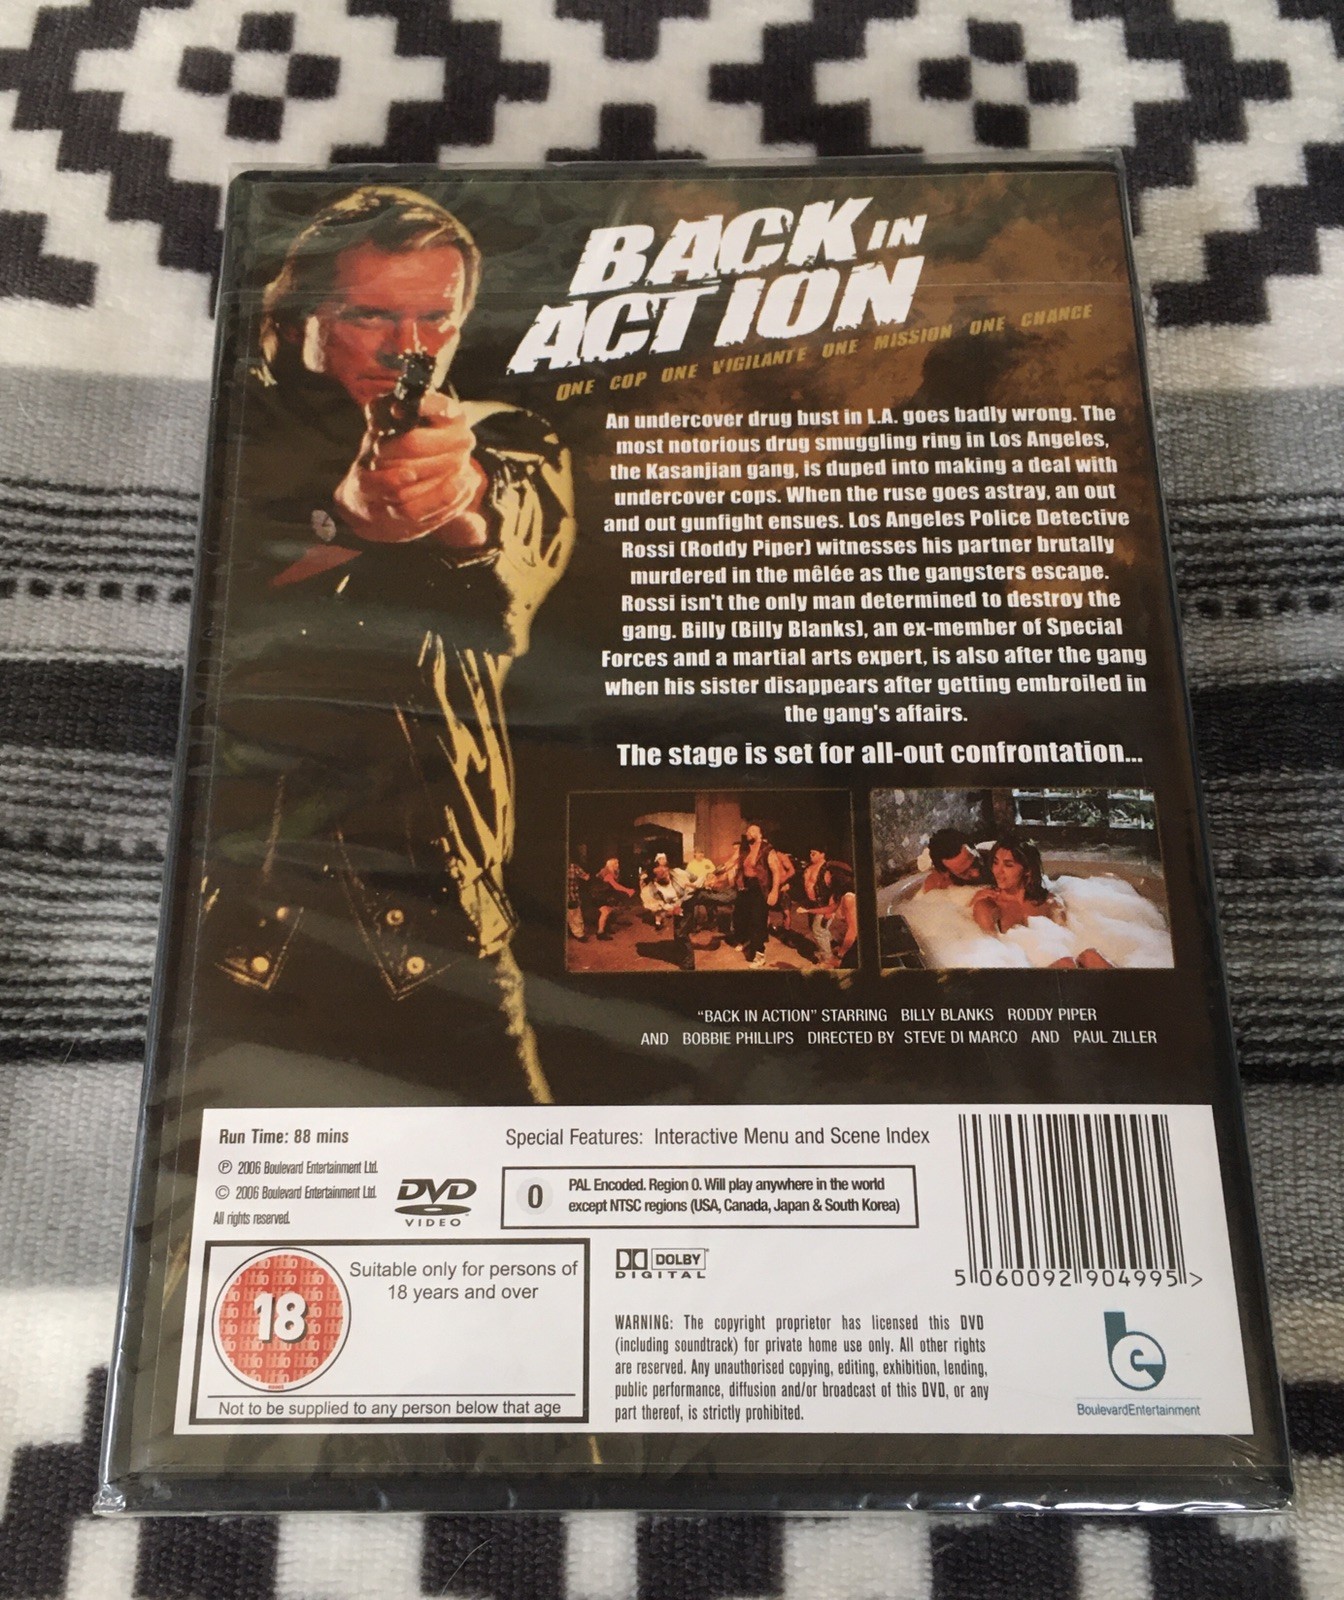 BACK IN
ACTION
ONE COP ONE VIGILANTE ONE MISSION ONE CHANCE
An undercover drug bust in L.A. goes badly wrong. The
most notorious drug smuggling ring in Los Angeles,
the Kasanjian gang, is duped into making a deal with
undercover cops. When the ruse goes astray, an out
and out gunfight ensues. Los Angeles Police Detective
Rossi (Roddy Piper) witnesses his partner brutally
murdered in the mêlée as the gangsters escape.
Rossi isn't the only man determined to destroy the
gang. Billy (Billy Blanks), an ex-member of Special
Forces and a martial arts expert, is also after the gang
when his sister disappears after getting embroiled in
the gang's affairs.
The stage is set for all-out confrontation...
"BACK IN ACTION" STARRING BILLY BLANKS RODDY PIPER
AND BOBBIE PHILLIPS DIRECTED BY STEVE DI MARCO AND PAUL ZILLER
Run Time: 88 mins
Special Features: Interactive Menu and Scene Index
℗ 2006 Boulevard Entertainment Ltd.
© 2006 Boulevard Entertainment Ltd.
All rights reserved.
DVD
VIDEO
0
PAL Encoded. Region 0. Will play anywhere in the world
except NTSC regions (USA, Canada, Japan & South Korea)
5 060092 904995 >
18
Suitable only for persons of
18 years and over
Not to be supplied to any person below that age
DOLBY
DIGITAL
WARNING: The copyright proprietor has licensed this DVD
(including soundtrack) for private home use only. All other rights
are reserved. Any unauthorised copying, editing, exhibition, lending,
public performance, diffusion and/or broadcast of this DVD, or any
part thereof, is strictly prohibited.
BoulevardEntertainment